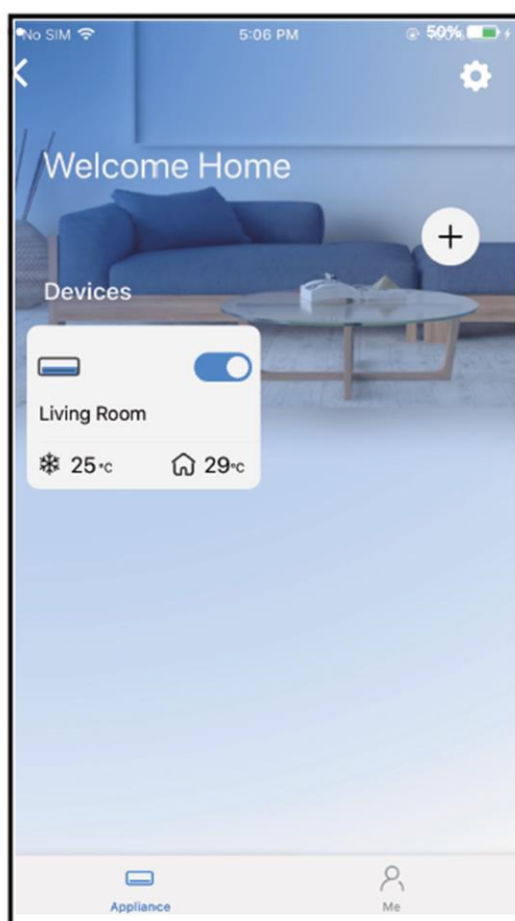 No SIM 5:06 PM 50%
Welcome Home
+
Devices
Living Room
25°C 29°C
Appliance Me